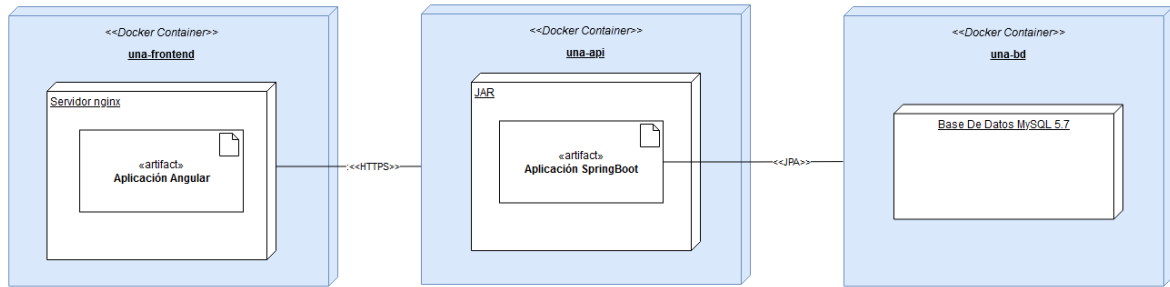 <<Docker Container>>
una-frontend
Servidor nginx
«artifact»
Aplicación Angular
:<<HTTPS>>
<<Docker Container>>
una-api
JAR
«artifact»
Aplicación SpringBoot
<<JPA>>
<<Docker Container>>
una-bd
Base De Datos MySQL 5.7